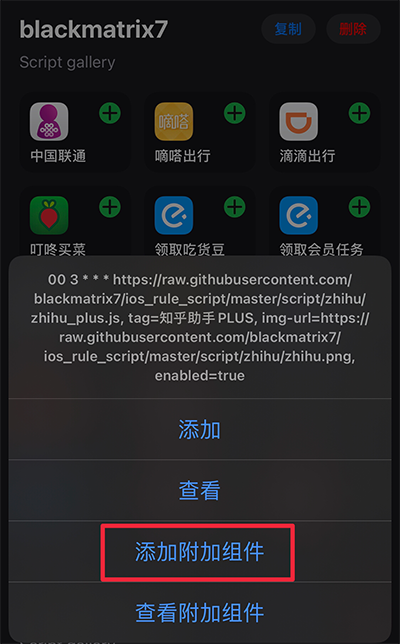 blackmatrix7
复制
删除
Script gallery
嘀嗒
中国联通
嘀嗒出行
滴滴出行
叮咚买菜
领取吃货豆
领取会员任务
00 3 * * * https://raw.githubusercontent.com/
blackmatrix7/ios_rule_script/master/script/zhihu/
zhihu_plus.js, tag=知乎助手 PLUS, img-url=https://
raw.githubusercontent.com/blackmatrix7/
ios_rule_script/master/script/zhihu/zhihu.png,
enabled=true
添加
查看
添加附加组件
查看附加组件